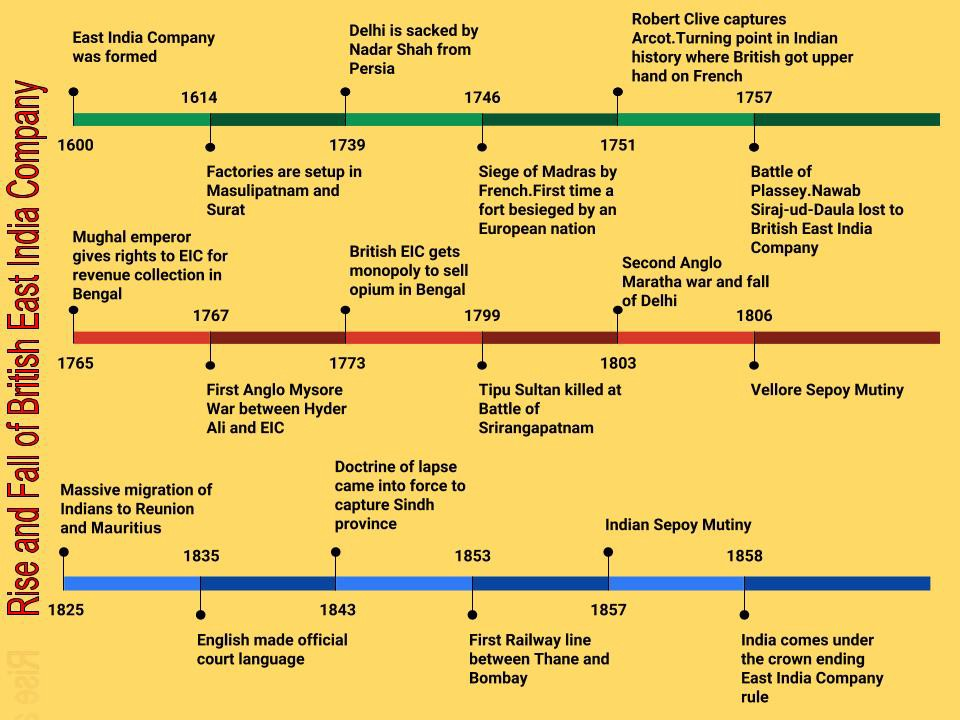 Rise and Fall of British East India Company
East India Company
was formed
Delhi is sacked by
Nadar Shah from
Persia
Robert Clive captures
Arcot.Turning point in Indian
history where British got upper
hand on French
1614
1746
1757
1600
1739
1751
Factories are setup in
Masulipatnam and
Surat
Siege of Madras by
French.First time a
fort besieged by an
European nation
Battle of
Plassey.Nawab
Siraj-ud-Daula lost to
British East India
Company
Mughal emperor
gives rights to EIC for
revenue collection in
Bengal
British EIC gets
monopoly to sell
opium in Bengal
Second Anglo
Maratha war and fall
of Delhi
1767
1799
1806
1765
1773
1803
First Anglo Mysore
War between Hyder
Ali and EIC
Tipu Sultan killed at
Battle of
Srirangapatnam
Vellore Sepoy Mutiny
Massive migration of
Indians to Reunion
and Mauritius
Doctrine of lapse
came into force to
capture Sindh
province
Indian Sepoy Mutiny
1835
1853
1858
1825
1843
1857
English made official
court language
First Railway line
between Thane and
Bombay
India comes under
the crown ending
East India Company
rule